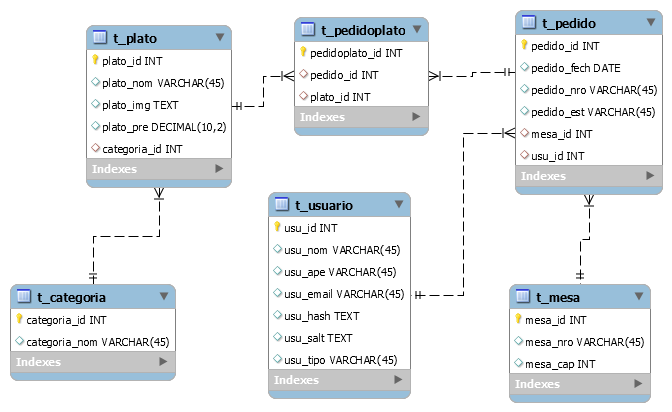 t_plato
plato_id INT
plato_nom VARCHAR(45)
plato_img TEXT
plato_pre DECIMAL(10,2)
categoria_id INT
Indexes
t_pedidoplato
pedidoplato_id INT
pedido_id INT
plato_id INT
Indexes
t_pedido
pedido_id INT
pedido_fech DATE
pedido_nro VARCHAR(45)
pedido_est VARCHAR(45)
mesa_id INT
usu_id INT
Indexes
t_categoria
categoria_id INT
categoria_nom VARCHAR(45)
Indexes
t_usuario
usu_id INT
usu_nom VARCHAR(45)
usu_ape VARCHAR(45)
usu_email VARCHAR(45)
usu_hash TEXT
usu_salt TEXT
usu_tipo VARCHAR(45)
Indexes
t_mesa
mesa_id INT
mesa_nro VARCHAR(45)
mesa_cap INT
Indexes